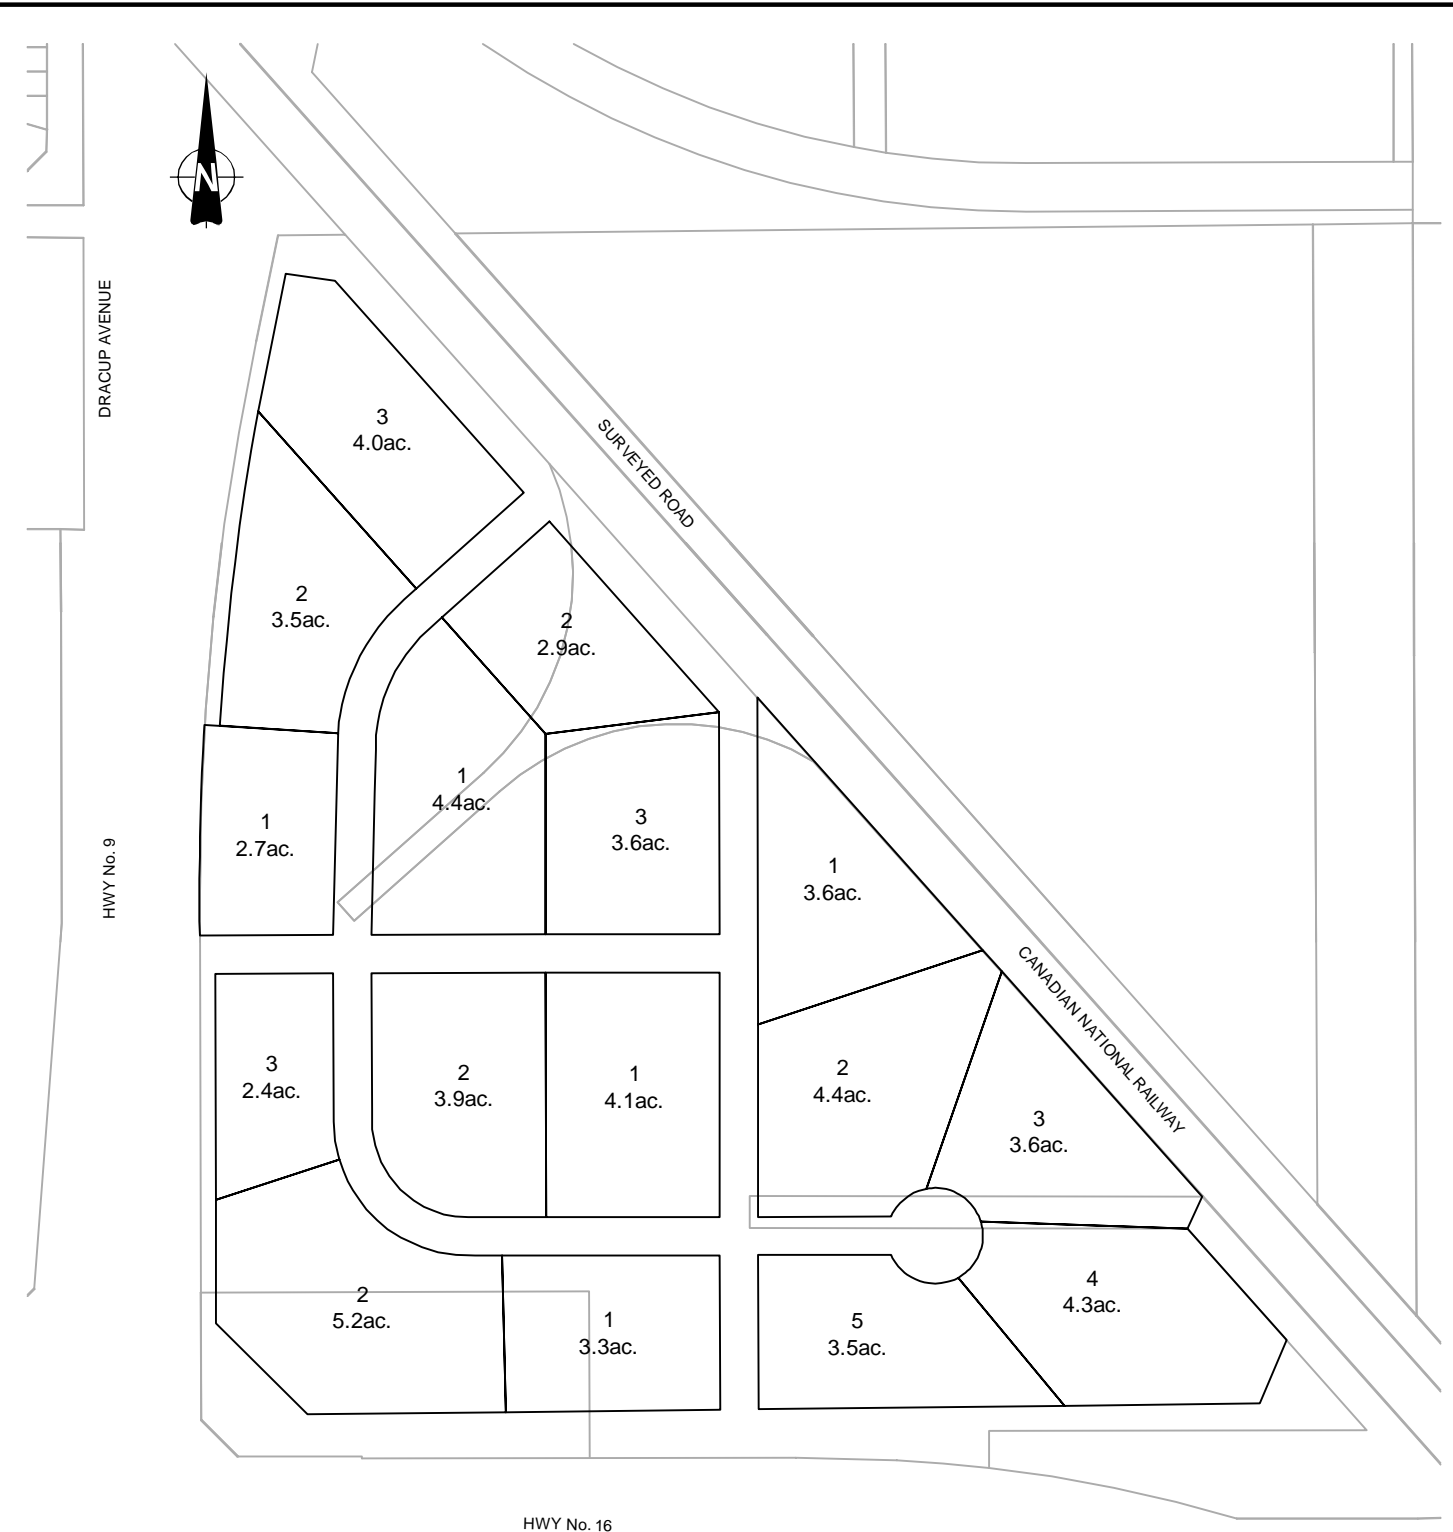 N
DRACUP AVENUE
3
4.0ac.
SURVEYED ROAD
2
3.5ac.
2
2.9ac.
1
4.4ac.
1
2.7ac.
3
3.6ac.
HWY No. 9
1
3.6ac.
CANADIAN NATIONAL RAILWAY
3
2.4ac.
2
3.9ac.
1
4.1ac.
2
4.4ac.
3
3.6ac.
2
5.2ac.
1
3.3ac.
5
3.5ac.
4
4.3ac.
HWY No. 16